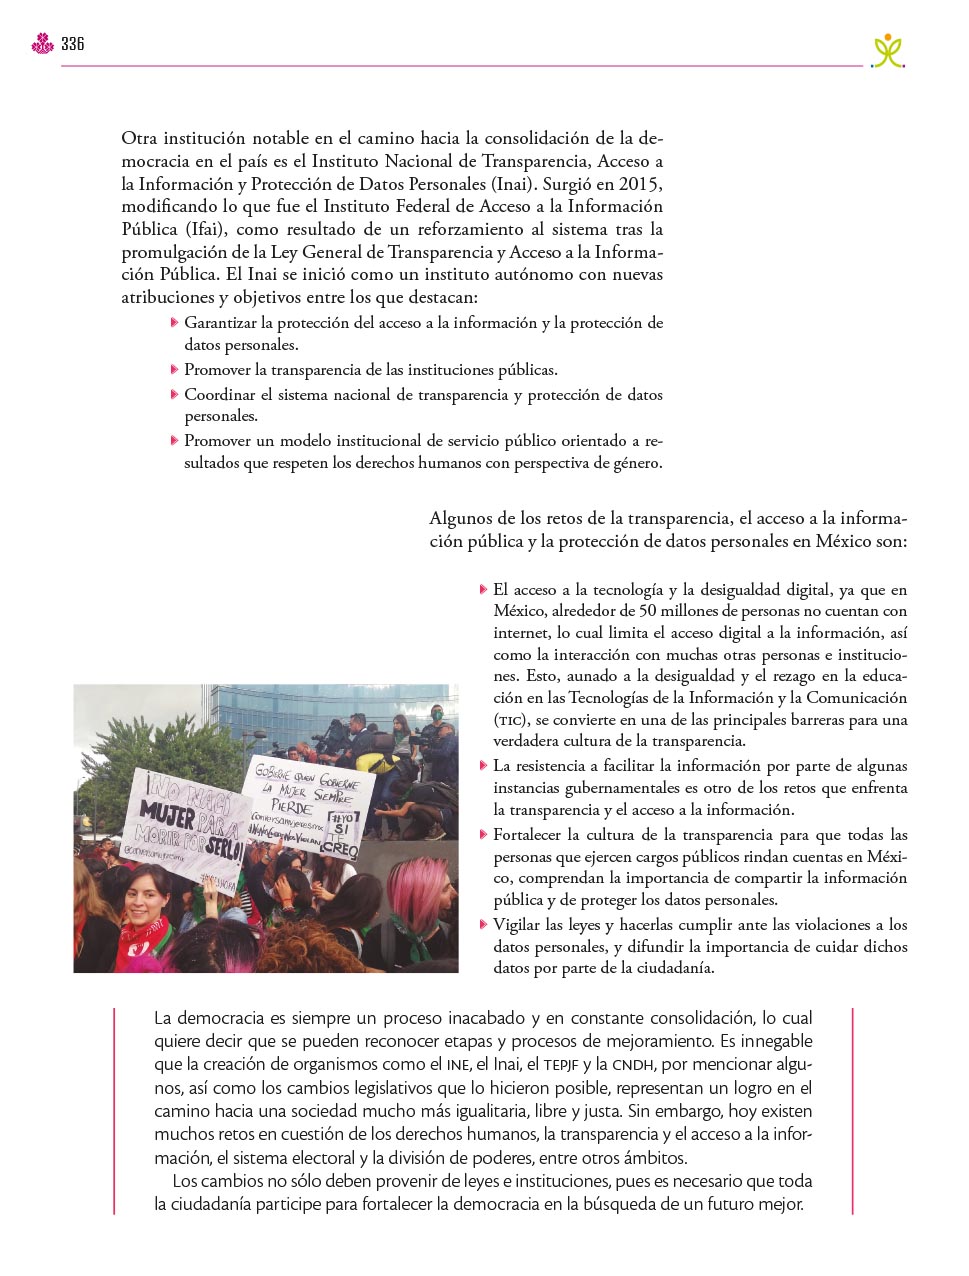 336
Otra institución notable en el camino hacia la consolidación de la de-
mocracia en el país es el Instituto Nacional de Transparencia, Acceso a
la Información y Protección de Datos Personales (Inai). Surgió en 2015,
modificando lo que fue el Instituto Federal de Acceso a la Información
Pública (Ifai), como resultado de un reforzamiento al sistema tras la
promulgación de la Ley General de Transparencia y Acceso a la Informa-
ción Pública. El Inai se inició como un instituto autónomo con nuevas
atribuciones y objetivos entre los que destacan:
Garantizar la protección del acceso a la información y la protección de
datos personales.
Promover la transparencia de las instituciones públicas.
Coordinar el sistema nacional de transparencia y protección de datos
personales.
Promover un modelo institucional de servicio público orientado a re-
sultados que respeten los derechos humanos con perspectiva de género.
Algunos de los retos de la transparencia, el acceso a la informa-
ción pública y la protección de datos personales en México son:
El acceso a la tecnología y la desigualdad digital, ya que en
México, alrededor de 50 millones de personas no cuentan con
internet, lo cual limita el acceso digital a la información, así
como la interacción con muchas otras personas e institucio-
nes. Esto, aunado a la desigualdad y el rezago en la educa-
ción en las Tecnologías de la Información y la Comunicación
(TIC), se convierte en una de las principales barreras para una
verdadera cultura de la transparencia.
La resistencia a facilitar la información por parte de algunas
instancias gubernamentales es otro de los retos que enfrenta
la transparencia y el acceso a la información.
Fortalecer la cultura de la transparencia para que todas las
personas que ejercen cargos públicos rindan cuentas en Méxi-
co, comprendan la importancia de compartir la información
pública y de proteger los datos personales.
Vigilar las leyes y hacerlas cumplir ante las violaciones a los
datos personales, y difundir la importancia de cuidar dichos
datos por parte de la ciudadanía.
¡NO NACÍ
MUJER PARA
MORIR POR SERLO!
GOBIERNE QUIEN GOBIERNE
LA MUJER SIEMPRE
PIERDE
#YO
SI
TE
CREO
La democracia es siempre un proceso inacabado y en constante consolidación, lo cual
quiere decir que se pueden reconocer etapas y procesos de mejoramiento. Es innegable
que la creación de organismos como el INE, el Inai, el TEPJF y la CNDH, por mencionar algu-
nos, así como los cambios legislativos que lo hicieron posible, representan un logro en el
camino hacia una sociedad mucho más igualitaria, libre y justa. Sin embargo, hoy existen
muchos retos en cuestión de los derechos humanos, la transparencia y el acceso a la infor-
mación, el sistema electoral y la división de poderes, entre otros ámbitos.
Los cambios no sólo deben provenir de leyes e instituciones, pues es necesario que toda
la ciudadanía participe para fortalecer la democracia en la búsqueda de un futuro mejor.